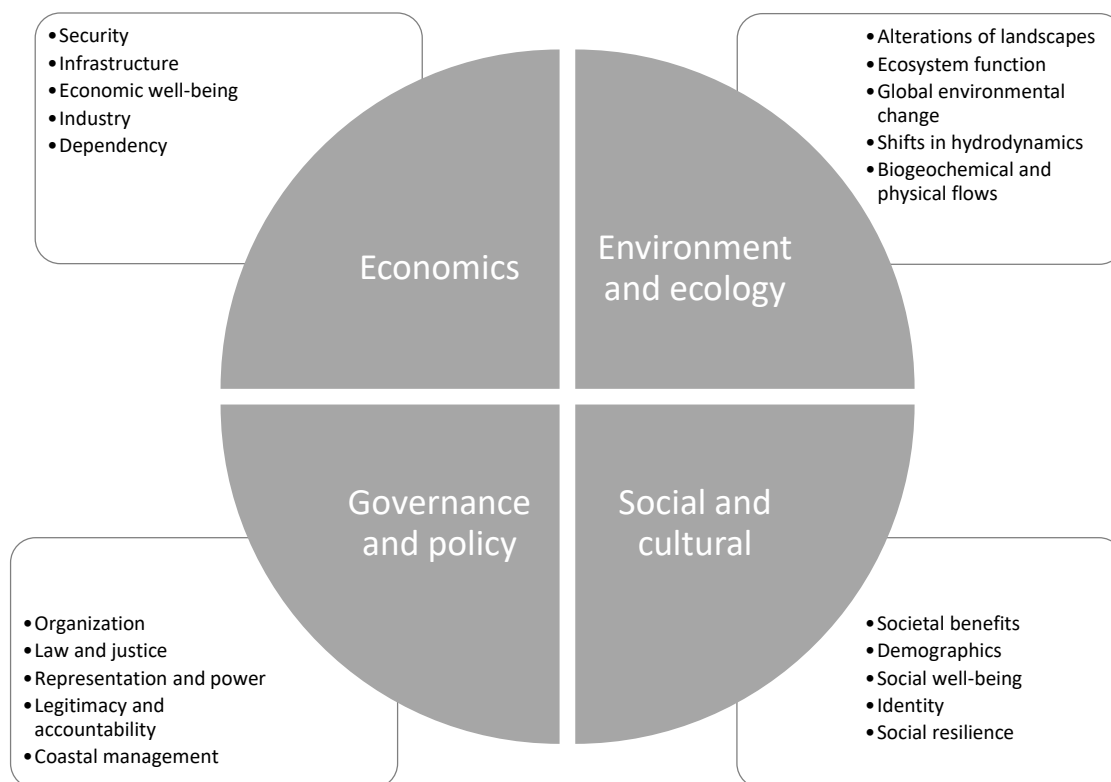 •Security
•Infrastructure
•Economic well-being
•Industry
•Dependency
•Alterations of landscapes
•Ecosystem function
•Global environmental
change
•Shifts in hydrodynamics
•Biogeochemical and
physical flows
Economics
Environment
and ecology
Governance
and policy
Social and
cultural
•Organization
•Law and justice
•Representation and power
•Legitimacy and
accountability
•Coastal management
•Societal benefits
•Demographics
•Social well-being
•Identity
•Social resilience